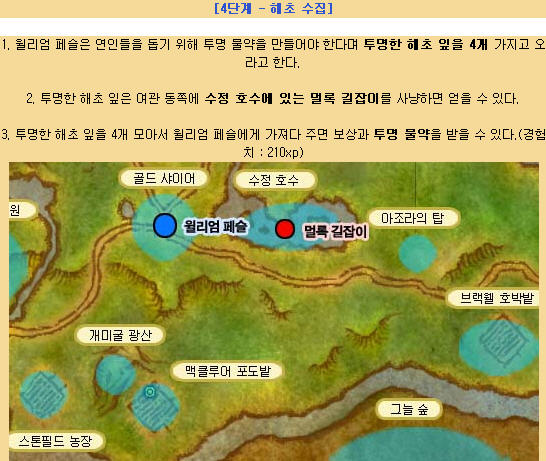 [4단계 - 해초 수집]
1. 윌리엄 페슬은 연인들을 돕기 위해 투명 물약을 만들어야 한다며 투명한 해초 잎을 4개 가지고 오
라고 한다.
2. 투명한 해초 잎은 여관 동쪽에 수정 호수에 있는 멀록 길잡이를 사냥하면 얻을 수 있다.
3. 투명한 해초 잎을 4개 모아서 윌리엄 페슬에게 가져다 주면 보상과 투명 물약을 받을 수 있다.(경험
치 : 210xp)
골드 샤이어
수정 호수
원
윌리엄 페슬
멀록 길잡이
아조라의 탑
브랙웰 호박밭
개미굴 광산
맥클루어 포도밭
그늘 숲
스톤필드 농장